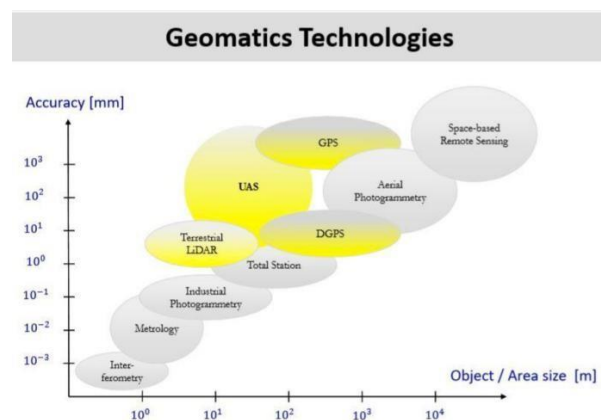 Geomatics Technologies
Accuracy [mm]
10³
10²
10¹
10⁰
10⁻¹
10⁻²
10⁻³
GPS
Space-based
Remote Sensing
UAS
Aerial
Photogrammetry
Terrestrial
LiDAR
DGPS
Total Station
Industrial
Photogrammetry
Metrology
Inter-
ferometry
Object / Area size [m]
10⁰
10¹
10²
10³
10⁴